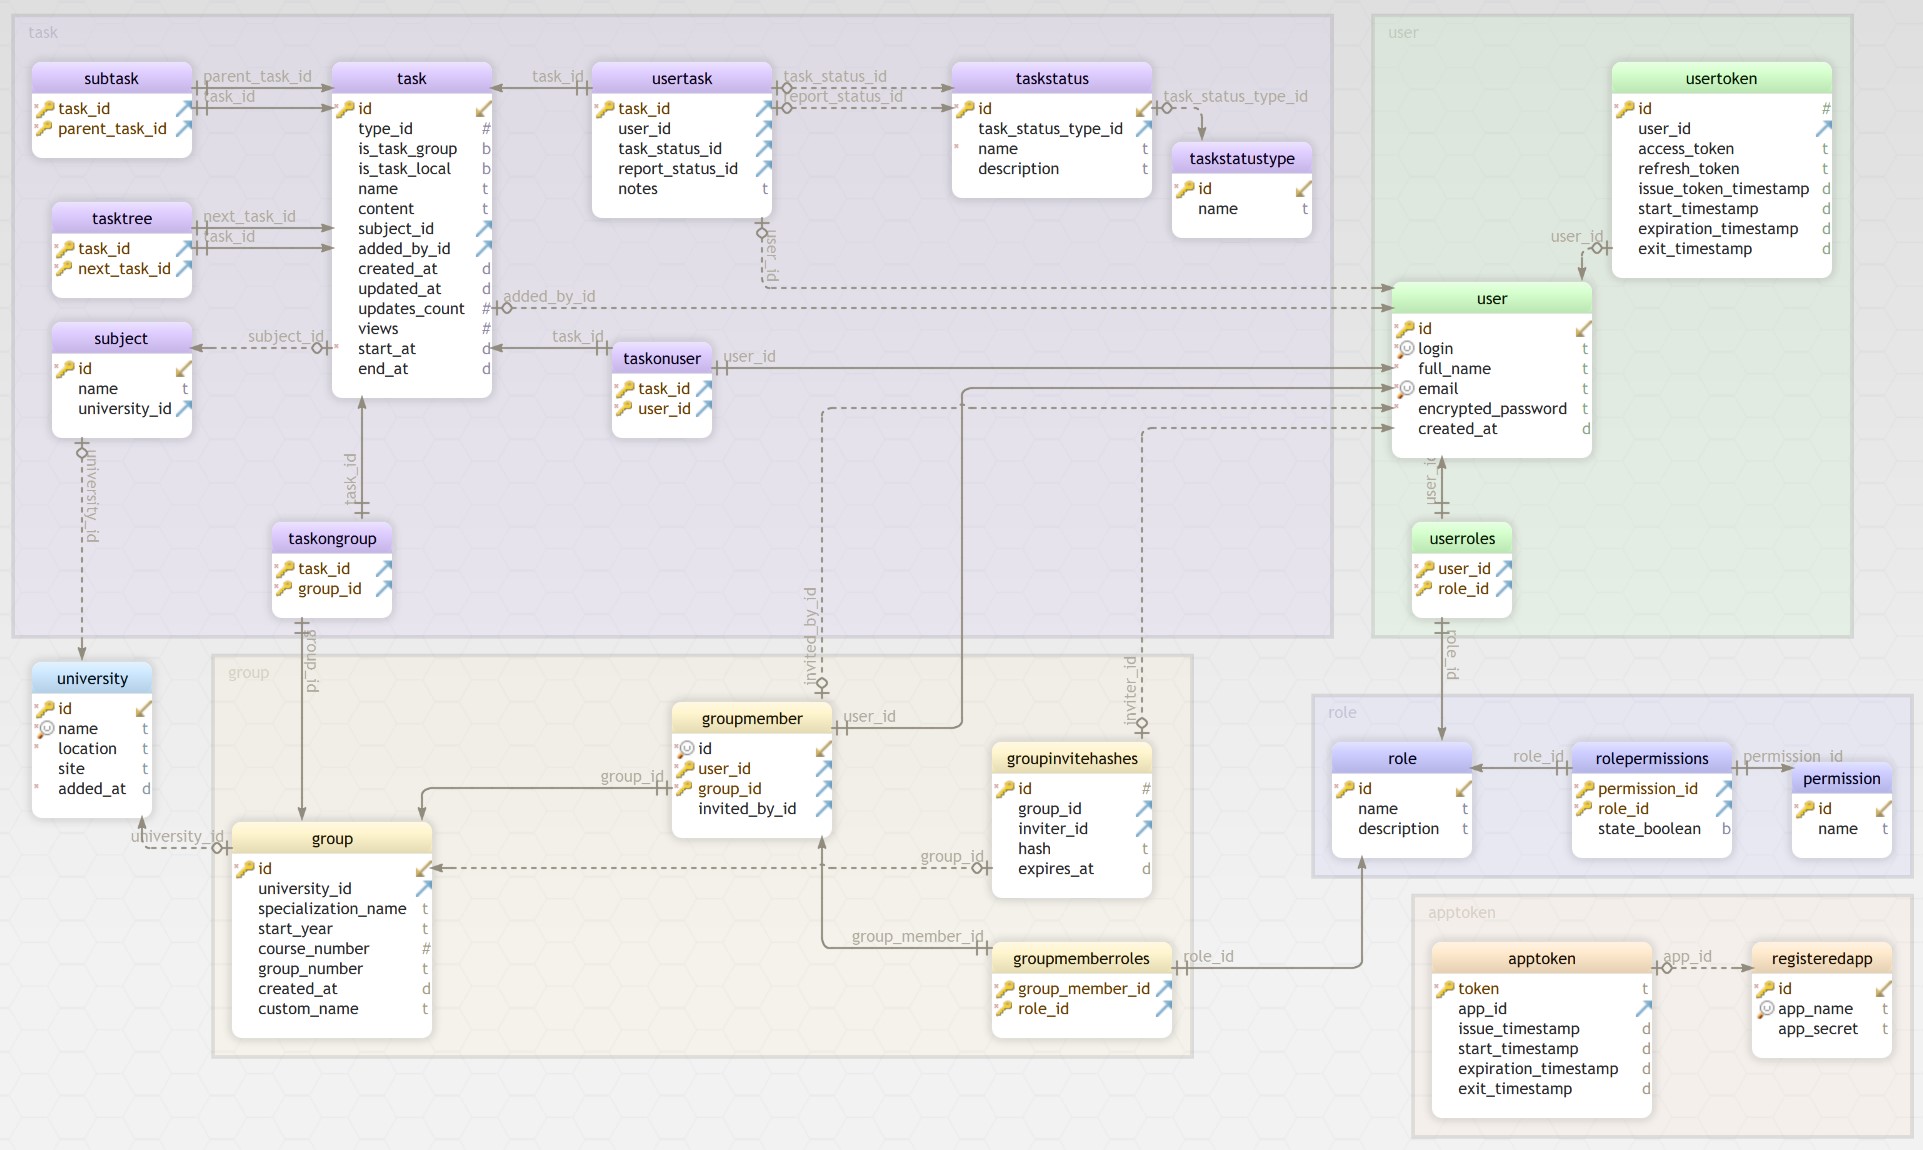 task
subtask
task_id
parent_task_id
parent_task_id
task_id
task
id
type_id #
is_task_group b
is_task_local b
name t
content t
subject_id
added_by_id
created_at d
updated_at d
updates_count #
views #
start_at d
end_at d
task_id
usertask
task_id
user_id
task_status_id
report_status_id
notes t
task_status_id
report_status_id
user_id
taskstatus
id
task_status_type_id
name t
description t
task_status_type_id
taskstatustype
id
name t
tasktree
task_id
next_task_id
next_task_id
task_id
added_by_id
subject
id
name t
university_id
subject_id
university_id
task_id
taskonuser
task_id
user_id
user_id
task_id
taskongroup
task_id
group_id
group_id
user
usertoken
id #
user_id
access_token t
refresh_token t
issue_token_timestamp d
start_timestamp d
expiration_timestamp d
exit_timestamp d
user_id
user
id
login t
full_name t
email t
encrypted_password t
created_at d
user_id
userroles
user_id
role_id
role_id
university
id
name t
location t
site t
added_at d
university_id
group
group
id
university_id
specialization_name t
start_year t
course_number #
group_number t
created_at d
custom_name t
invited_by_id
groupmember
id
user_id
group_id
invited_by_id
user_id
group_id
inviter_id
groupinvitehashes
id #
group_id
inviter_id
hash t
expires_at d
group_id
group_member_id
groupmemberroles
group_member_id
role_id
role_id
role
role
id
name t
description t
role_id
rolepermissions
permission_id
role_id
state_boolean b
permission_id
permission
id
name t
apptoken
apptoken
token t
app_id
issue_timestamp d
start_timestamp d
expiration_timestamp d
exit_timestamp d
app_id
registeredapp
id
app_name t
app_secret t